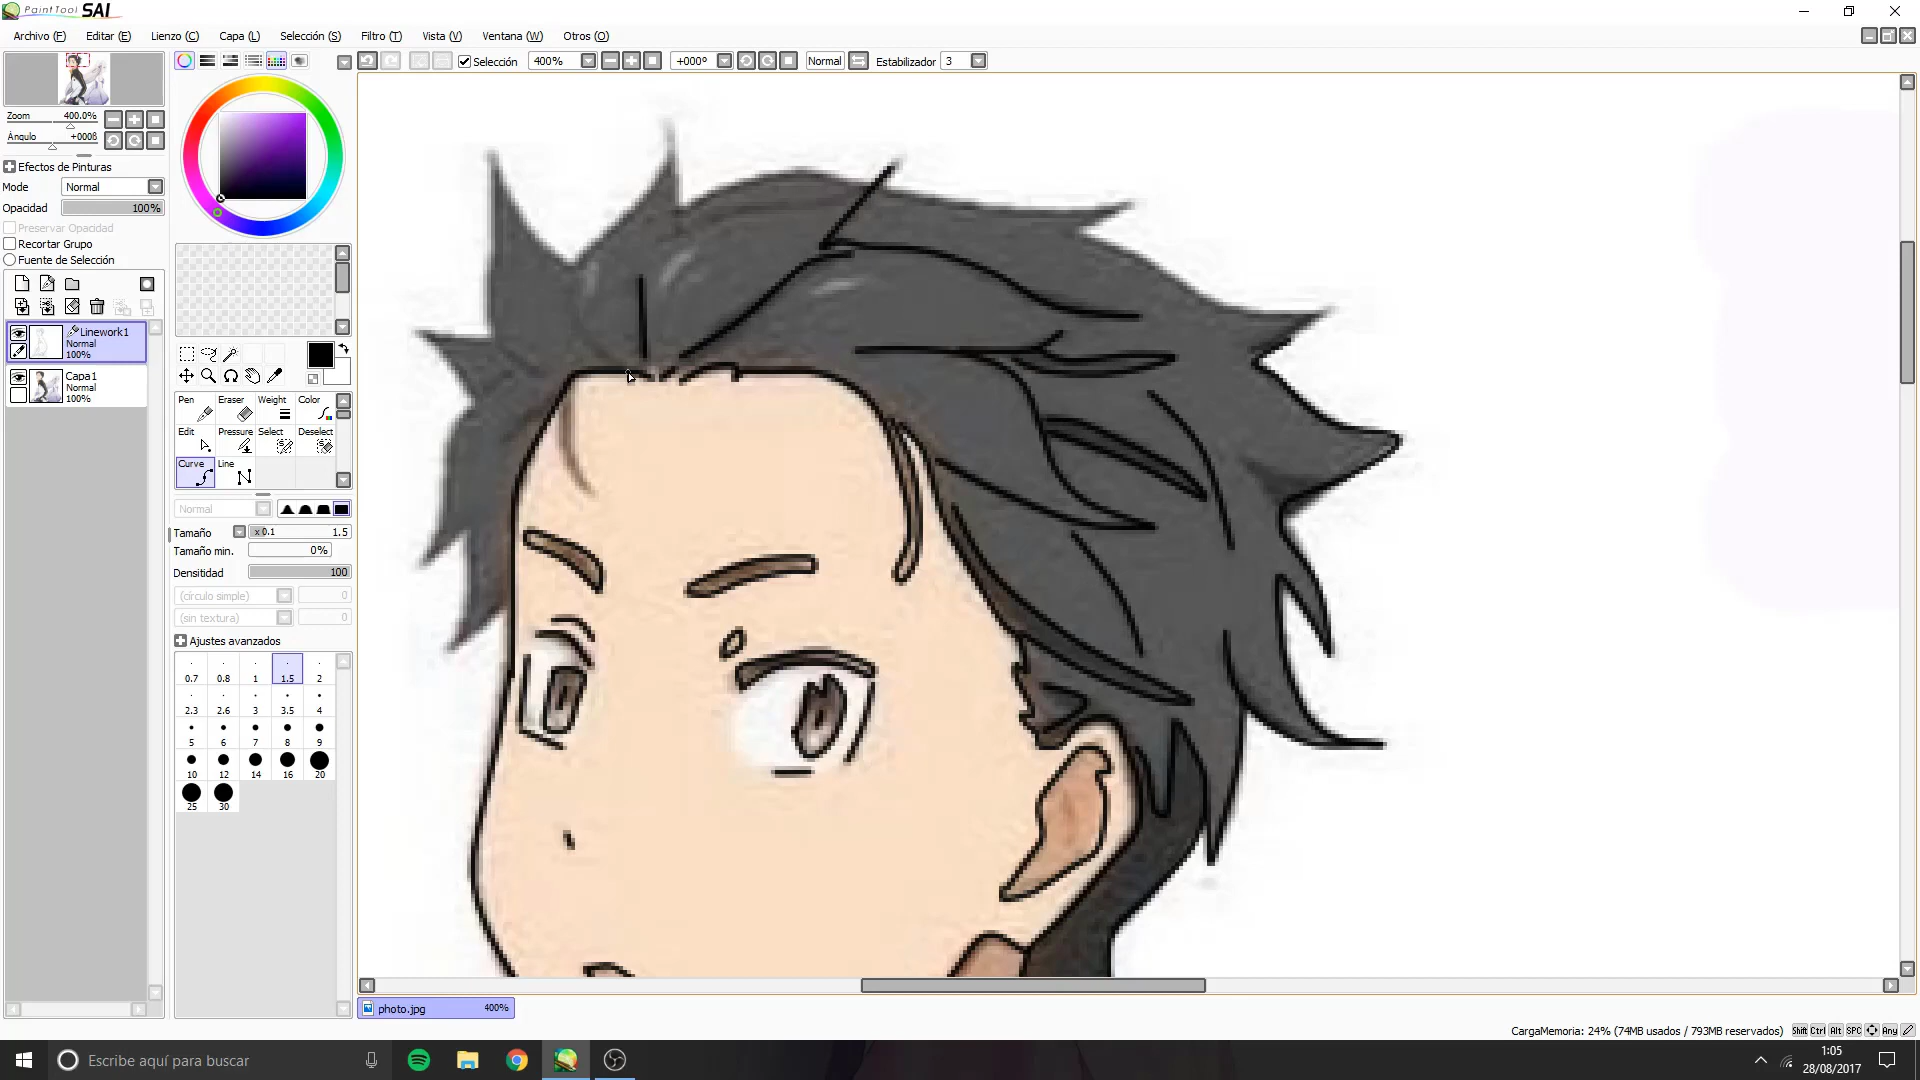 PaintTool SAI
Archivo (F) Editar (E) Lienzo (C) Capa (L) Selección (S) Filtro (T) Vista (V) Ventana (W) Otros (O)
Selección 400% +000º Normal Estabilizador 3
Zoom 400.0%
Ángulo +000ß
Efectos de Pinturas
Mode Normal
Opacidad 100%
Preservar Opacidad
Recortar Grupo
Fuente de Selección
Linework1
Normal
100%
Capa1
Normal
100%
Pen Eraser Weight Color
Edit Pressure Select Deselect
Curve Line
Normal
Tamaño x 0.1 1.5
Tamaño min. 0%
Densitidad 100
(círculo simple) 0
(sin textura) 0
Ajustes avanzados
0.7 0.8 1 1.5 2
2.3 2.6 3 3.5 4
5 6 7 8 9
10 12 14 16 20
25 30
photo.jpg 400%
CargaMemoria: 24% (74MB usados / 793MB reservados) Shift Ctrl Alt SPC Any
Escribe aquí para buscar
1:05
28/08/2017